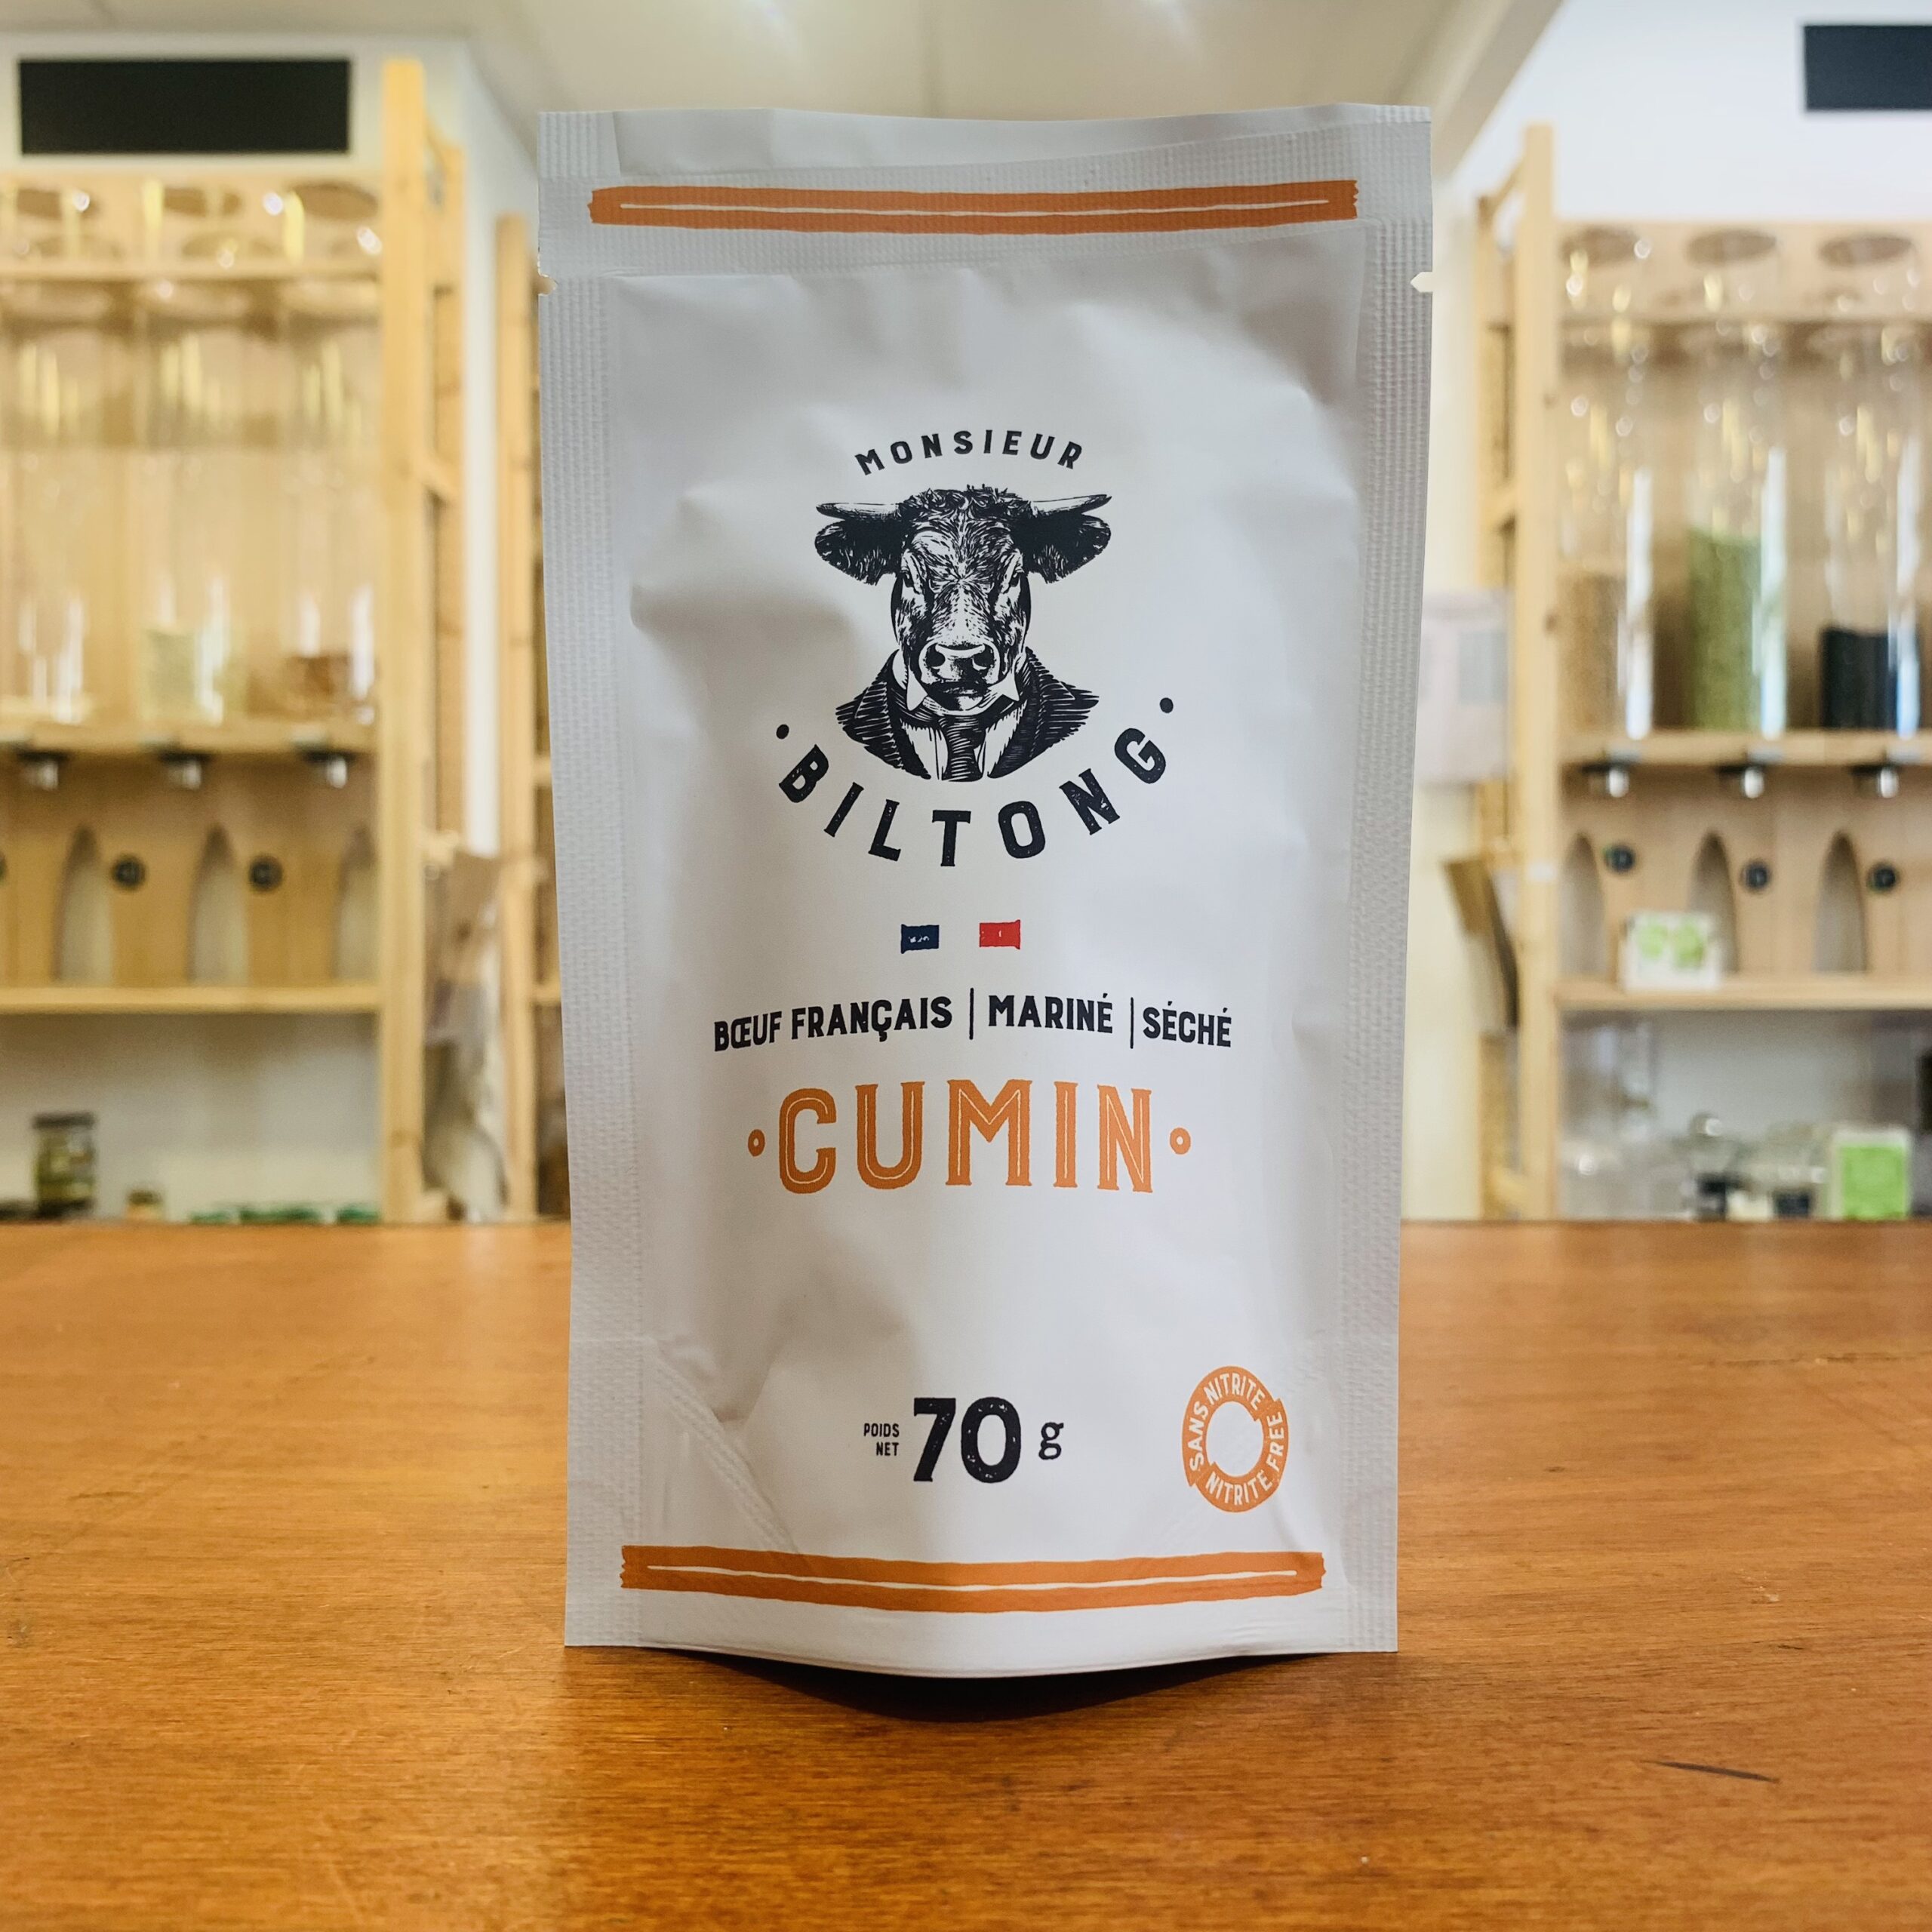 MONSIEUR
• BILTONG •
BŒUF FRANÇAIS | MARINÉ | SÉCHÉ
CUMIN
POIDS
NET
70 g
SANS NITRITE
NITRITE FREE